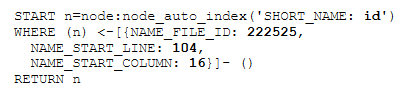 START n=node:node_auto_index('SHORT_NAME: id')
WHERE (n) <-[{NAME_FILE_ID: 222525,
NAME_START_LINE: 104,
NAME_START_COLUMN: 16}]- ()
RETURN n